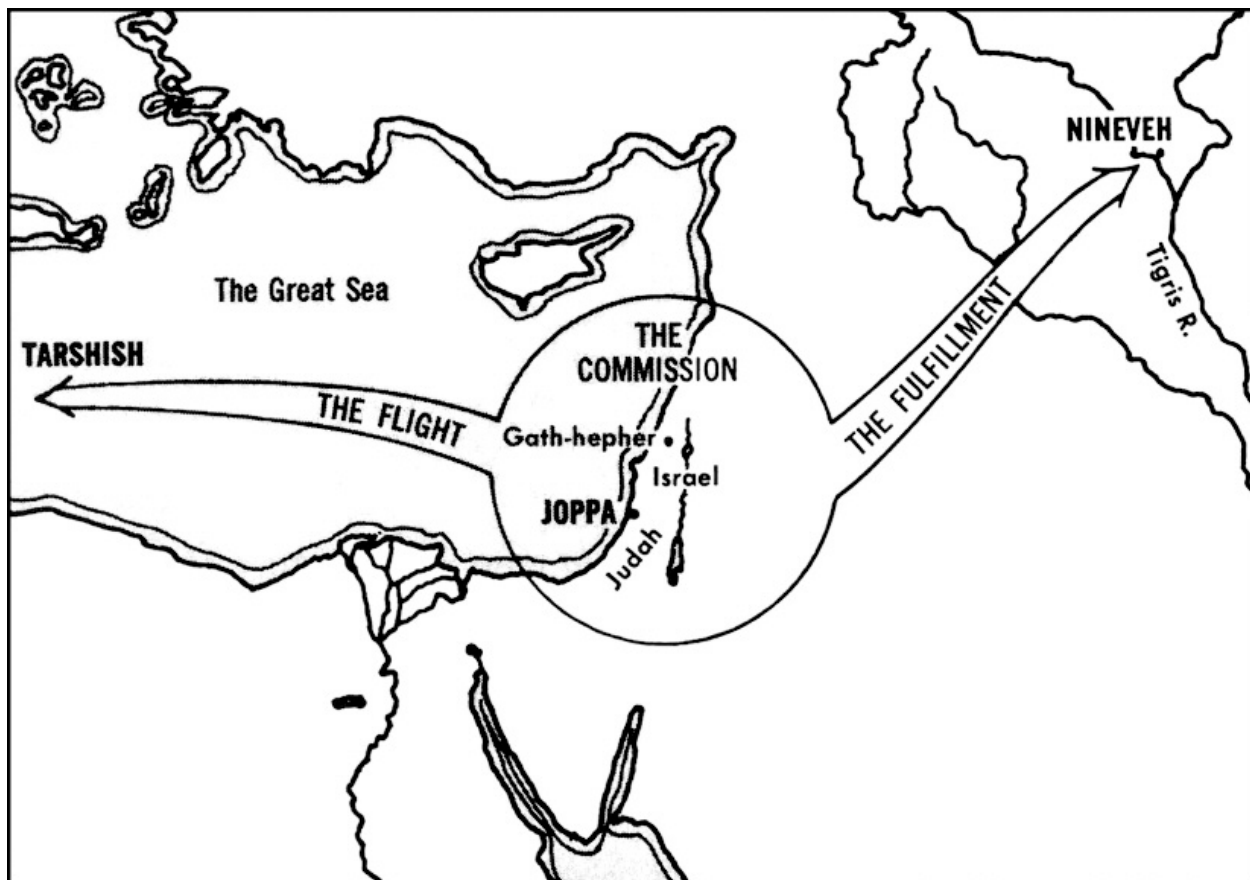 NINEVEH
The Great Sea
Tigris R.
TARSHISH
THE
COMMISSION
THE FLIGHT
THE FULFILLMENT
Gath-hepher
Israel
JOPPA
Judah